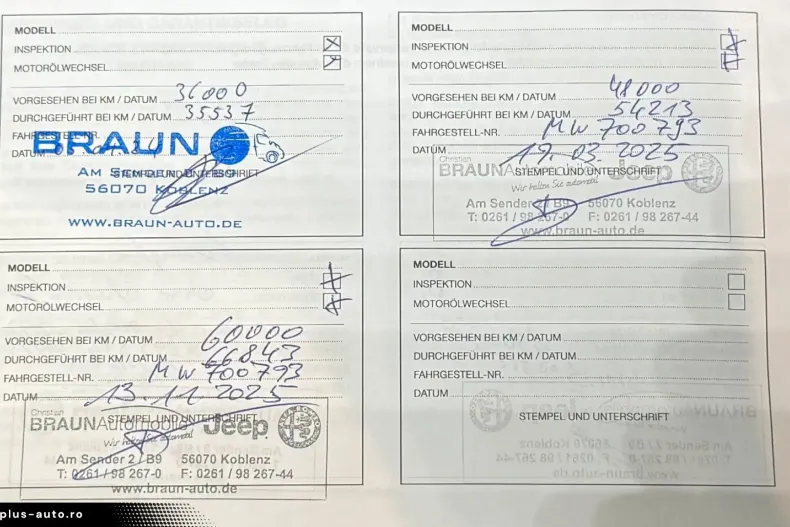 MODELL
INSPEKTION
MOTORÖLWECHSEL
VORGESEHEN BEI KM / DATUM 36000
DURCHGEFÜHRT BEI KM / DATUM 35537
FAHRGESTELL-NR.
DATUM
BRAUN
STEMPEL UND UNTERSCHRIFT
56070 KOBLENZ
WWW.BRAUN-AUTO.DE
MODELL
INSPEKTION
MOTORÖLWECHSEL
VORGESEHEN BEI KM / DATUM 48000
DURCHGEFÜHRT BEI KM / DATUM 54213
FAHRGESTELL-NR. MW 700793
DATUM 19.03.2025
Christian
BRAUN Jeep
STEMPEL UND UNTERSCHRIFT
Am Sender 2/B9 56070 Koblenz
T: 0261 / 98 267-0 F: 0261 / 98 267-44
www.braun-auto.de
MODELL
INSPEKTION
MOTORÖLWECHSEL
VORGESEHEN BEI KM / DATUM 60000
DURCHGEFÜHRT BEI KM / DATUM 66843
FAHRGESTELL-NR. MW 700793
DATUM 13.11.2025
STEMPEL UND UNTERSCHRIFT
Christian
BRAUN Automobile Jeep
Am Sender 2/B9 56070 Koblenz
T: 0261 / 98 267-0 F: 0261 / 98 267-44
www.braun-auto.de
MODELL
INSPEKTION
MOTORÖLWECHSEL
VORGESEHEN BEI KM / DATUM
DURCHGEFÜHRT BEI KM / DATUM
FAHRGESTELL-NR.
DATUM
STEMPEL UND UNTERSCHRIFT
plus-auto.ro